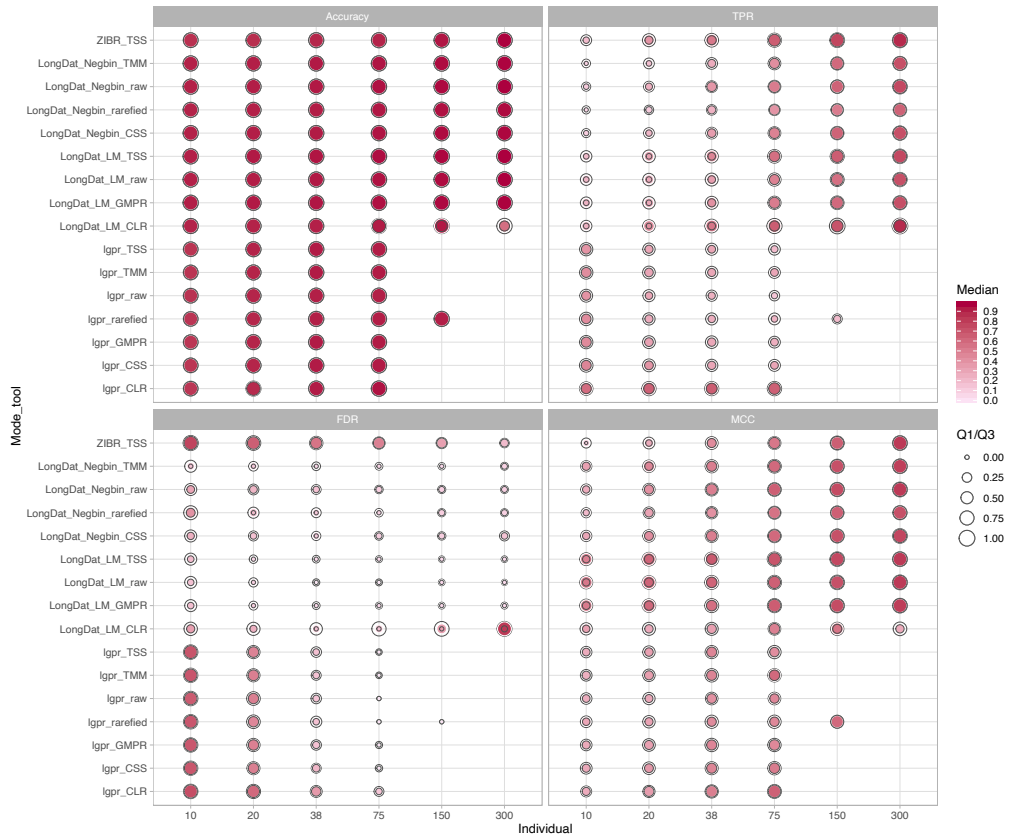 Accuracy
TPR
ZIBR_TSS
LongDat_Negbin_TMM
LongDat_Negbin_raw
LongDat_Negbin_rarefied
LongDat_Negbin_CSS
LongDat_LM_TSS
LongDat_LM_raw
LongDat_LM_GMPR
LongDat_LM_CLR
lgpr_TSS
lgpr_TMM
lgpr_raw
lgpr_rarefied
lgpr_GMPR
lgpr_CSS
lgpr_CLR
Mode_tool
FDR
MCC
ZIBR_TSS
LongDat_Negbin_TMM
LongDat_Negbin_raw
LongDat_Negbin_rarefied
LongDat_Negbin_CSS
LongDat_LM_TSS
LongDat_LM_raw
LongDat_LM_GMPR
LongDat_LM_CLR
lgpr_TSS
lgpr_TMM
lgpr_raw
lgpr_rarefied
lgpr_GMPR
lgpr_CSS
lgpr_CLR
10 20 38 75 150 300
10 20 38 75 150 300
Individual
Median
0.9
0.8
0.7
0.6
0.5
0.4
0.3
0.2
0.1
0.0
Q1/Q3
0.00
0.25
0.50
0.75
1.00